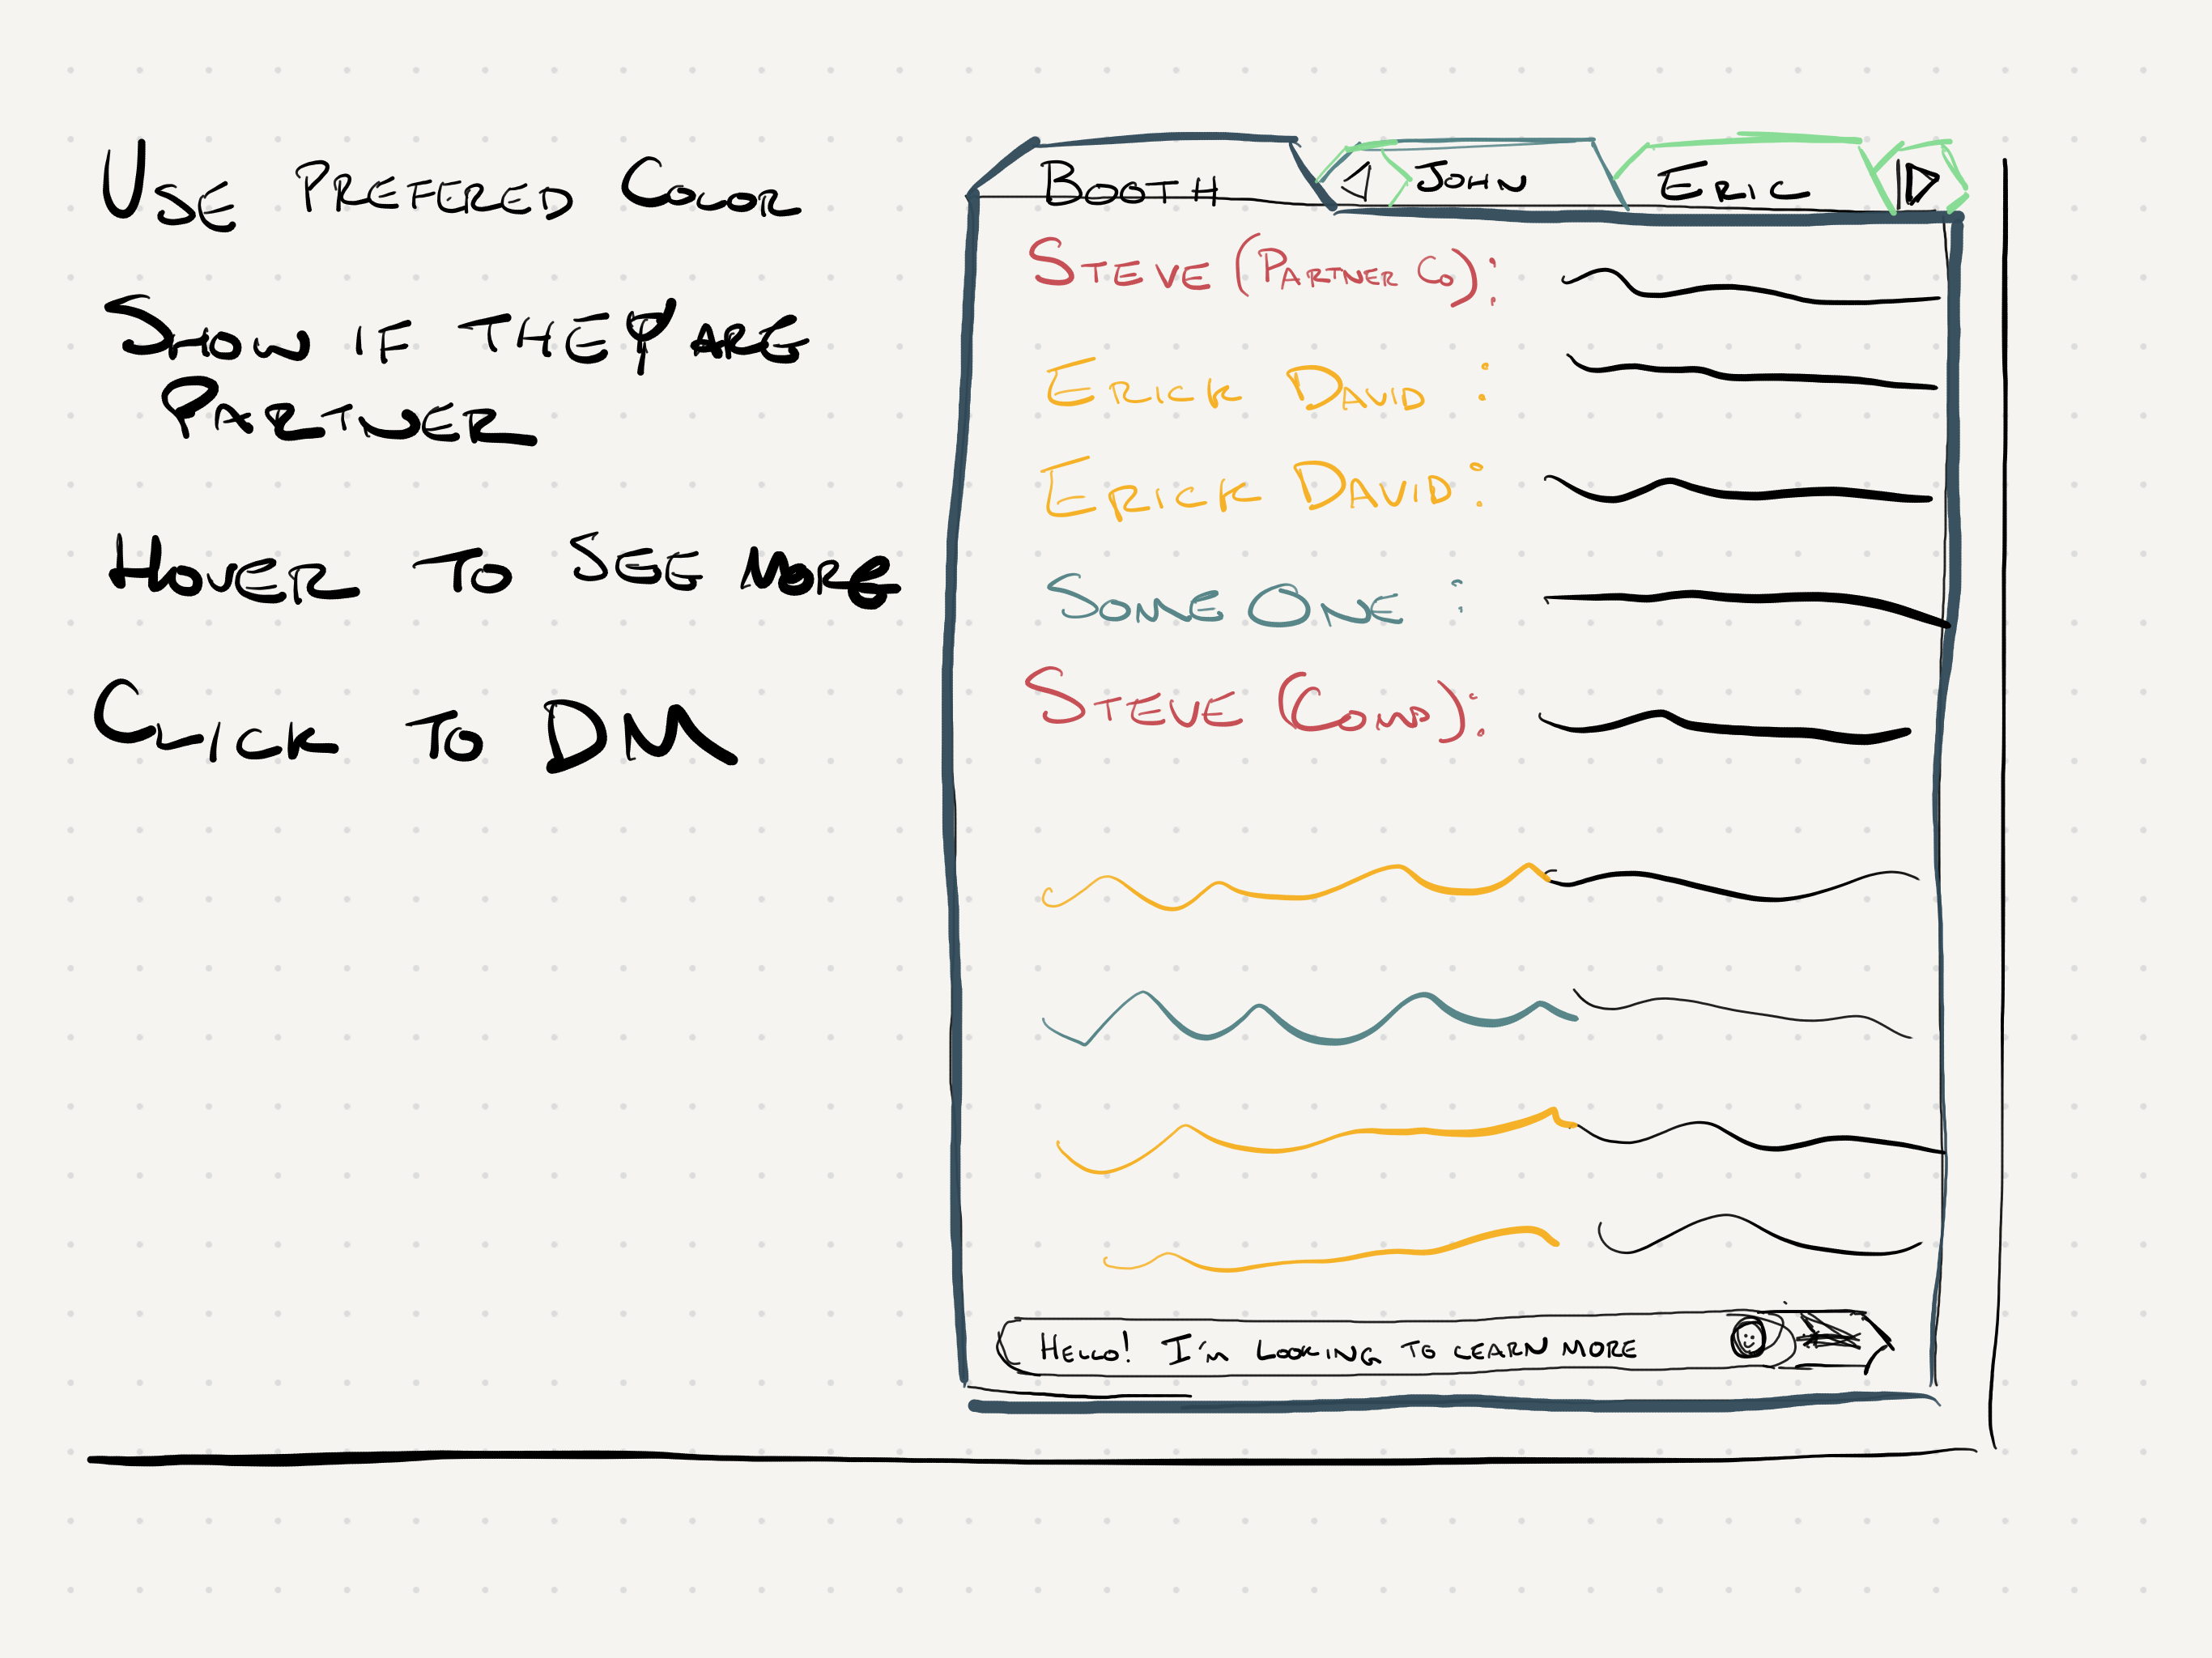 USE PREFERED COLOR
SHOW IF THEY ARE
PARTNER
HOVER TO SEE MORE
CLICK TO DM
BOOTH JOHN ERIC
STEVE (PARTNER CO):
ERICK DAVID :
ERICK DAVID:
SOME ONE :
STEVE ( ):
HELLO! I'M LOOKING TO LEARN MORE